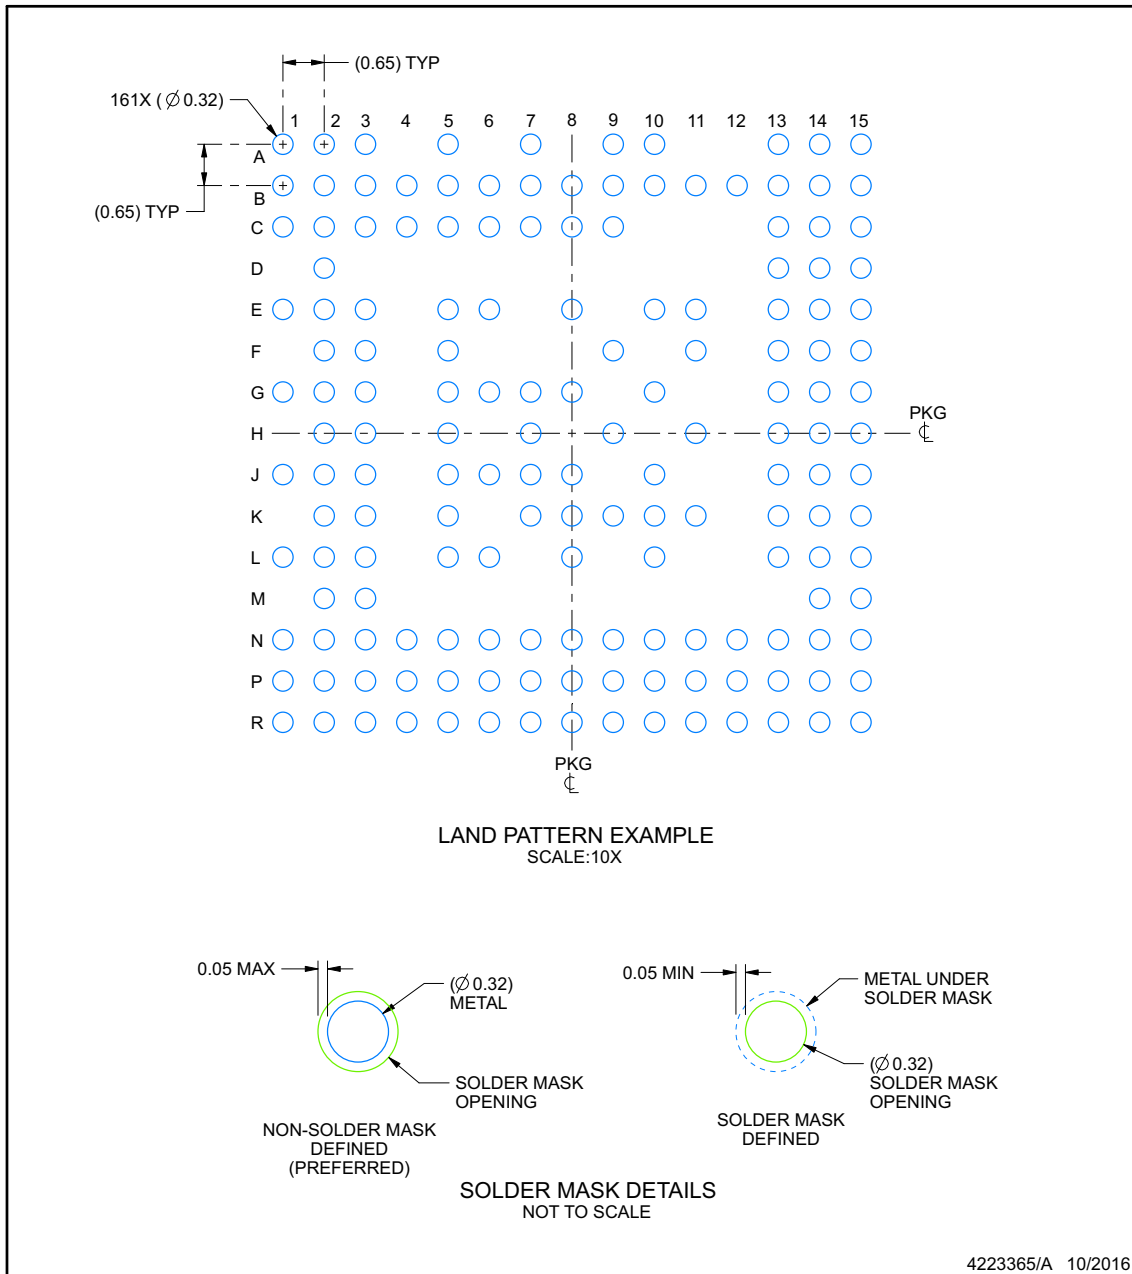 (0.65) TYP
161X (∅ 0.32)
1 2 3 4 5 6 7 8 9 10 11 12 13 14 15
A
B
(0.65) TYP
C
D
E
F
G
PKG
℄
H
J
K
L
M
N
P
R
PKG
℄
LAND PATTERN EXAMPLE
SCALE:10X
0.05 MAX
(∅ 0.32)
METAL
SOLDER MASK
OPENING
NON-SOLDER MASK
DEFINED
(PREFERRED)
0.05 MIN
METAL UNDER
SOLDER MASK
(∅ 0.32)
SOLDER MASK
OPENING
SOLDER MASK
DEFINED
SOLDER MASK DETAILS
NOT TO SCALE
4223365/A 10/2016